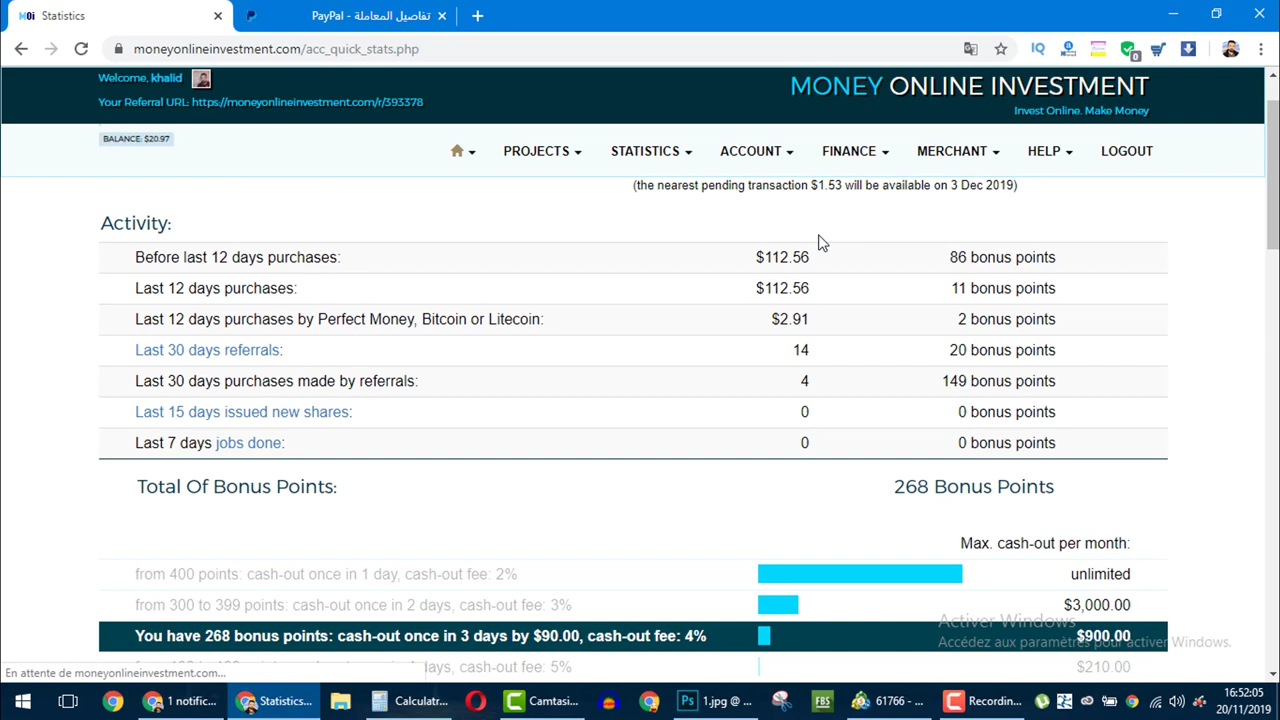 M0i Statistics
PayPal - تفاصيل المعاملة
moneyonlineinvestment.com/acc_quick_stats.php
IQ
0
Welcome, khalid
MONEY ONLINE INVESTMENT
Your Referral URL: https://moneyonlineinvestment.com/r/393378
Invest Online. Make Money
BALANCE: $20.97
PROJECTS STATISTICS ACCOUNT FINANCE MERCHANT HELP LOGOUT
(the nearest pending transaction $1.53 will be available on 3 Dec 2019)
Activity:
Before last 12 days purchases: $112.56 86 bonus points
Last 12 days purchases: $112.56 11 bonus points
Last 12 days purchases by Perfect Money, Bitcoin or Litecoin: $2.91 2 bonus points
Last 30 days referrals: 14 20 bonus points
Last 30 days purchases made by referrals: 4 149 bonus points
Last 15 days issued new shares: 0 0 bonus points
Last 7 days jobs done: 0 0 bonus points
Total Of Bonus Points: 268 Bonus Points
Max. cash-out per month:
from 400 points: cash-out once in 1 day, cash-out fee: 2% unlimited
from 300 to 399 points: cash-out once in 2 days, cash-out fee: 3% $3,000.00
Activer Windows
You have 268 bonus points: cash-out once in 3 days by $90.00, cash-out fee: 4% $900.00
Accédez aux paramètres pour activer Windows.
days, cash-out fee: 5% $210.00
En attente de moneyonlineinvestment.com...
1 notific... Statistics... Calculatr... Camtasi... 1.jpg @ ... FBS 61766 - ... Recordin...
16:52:05
20/11/2019